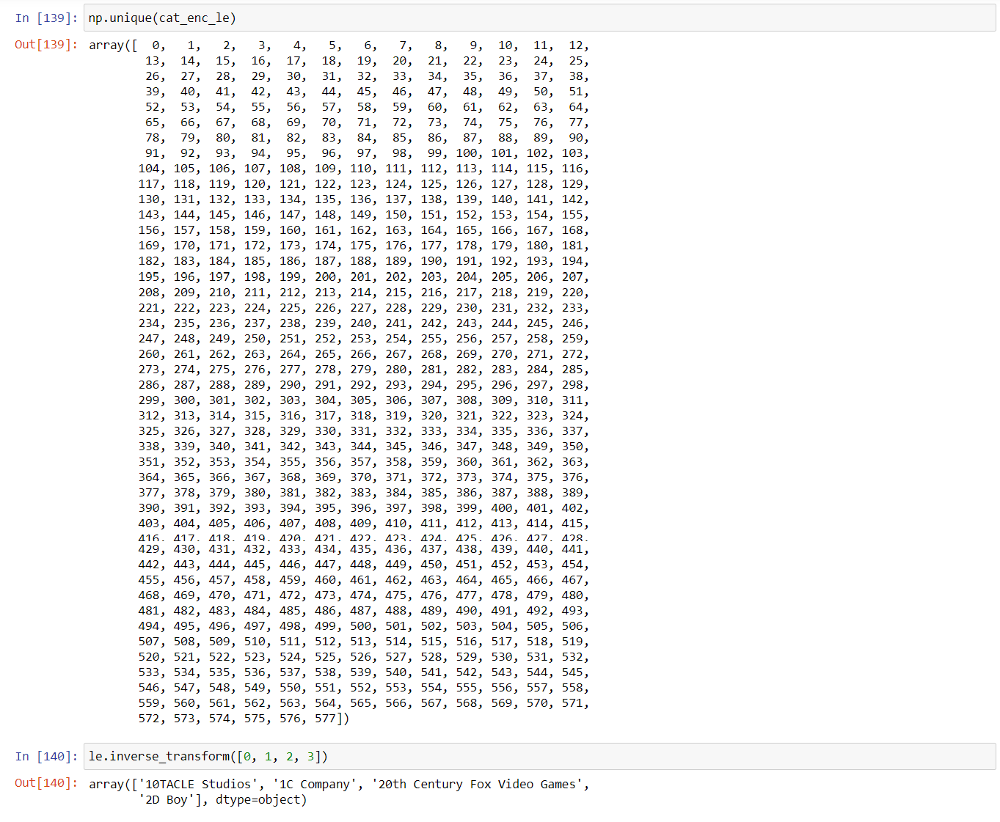 In [139]: np.unique(cat_enc_le)
Out[139]: array([  0,   1,   2,   3,   4,   5,   6,   7,   8,   9,  10,  11,  12,
13,  14,  15,  16,  17,  18,  19,  20,  21,  22,  23,  24,  25,
26,  27,  28,  29,  30,  31,  32,  33,  34,  35,  36,  37,  38,
39,  40,  41,  42,  43,  44,  45,  46,  47,  48,  49,  50,  51,
52,  53,  54,  55,  56,  57,  58,  59,  60,  61,  62,  63,  64,
65,  66,  67,  68,  69,  70,  71,  72,  73,  74,  75,  76,  77,
78,  79,  80,  81,  82,  83,  84,  85,  86,  87,  88,  89,  90,
91,  92,  93,  94,  95,  96,  97,  98,  99, 100, 101, 102, 103,
104, 105, 106, 107, 108, 109, 110, 111, 112, 113, 114, 115, 116,
117, 118, 119, 120, 121, 122, 123, 124, 125, 126, 127, 128, 129,
130, 131, 132, 133, 134, 135, 136, 137, 138, 139, 140, 141, 142,
143, 144, 145, 146, 147, 148, 149, 150, 151, 152, 153, 154, 155,
156, 157, 158, 159, 160, 161, 162, 163, 164, 165, 166, 167, 168,
169, 170, 171, 172, 173, 174, 175, 176, 177, 178, 179, 180, 181,
182, 183, 184, 185, 186, 187, 188, 189, 190, 191, 192, 193, 194,
195, 196, 197, 198, 199, 200, 201, 202, 203, 204, 205, 206, 207,
208, 209, 210, 211, 212, 213, 214, 215, 216, 217, 218, 219, 220,
221, 222, 223, 224, 225, 226, 227, 228, 229, 230, 231, 232, 233,
234, 235, 236, 237, 238, 239, 240, 241, 242, 243, 244, 245, 246,
247, 248, 249, 250, 251, 252, 253, 254, 255, 256, 257, 258, 259,
260, 261, 262, 263, 264, 265, 266, 267, 268, 269, 270, 271, 272,
273, 274, 275, 276, 277, 278, 279, 280, 281, 282, 283, 284, 285,
286, 287, 288, 289, 290, 291, 292, 293, 294, 295, 296, 297, 298,
299, 300, 301, 302, 303, 304, 305, 306, 307, 308, 309, 310, 311,
312, 313, 314, 315, 316, 317, 318, 319, 320, 321, 322, 323, 324,
325, 326, 327, 328, 329, 330, 331, 332, 333, 334, 335, 336, 337,
338, 339, 340, 341, 342, 343, 344, 345, 346, 347, 348, 349, 350,
351, 352, 353, 354, 355, 356, 357, 358, 359, 360, 361, 362, 363,
364, 365, 366, 367, 368, 369, 370, 371, 372, 373, 374, 375, 376,
377, 378, 379, 380, 381, 382, 383, 384, 385, 386, 387, 388, 389,
390, 391, 392, 393, 394, 395, 396, 397, 398, 399, 400, 401, 402,
403, 404, 405, 406, 407, 408, 409, 410, 411, 412, 413, 414, 415,
416, 417, 418, 419, 420, 421, 422, 423, 424, 425, 426, 427, 428,
429, 430, 431, 432, 433, 434, 435, 436, 437, 438, 439, 440, 441,
442, 443, 444, 445, 446, 447, 448, 449, 450, 451, 452, 453, 454,
455, 456, 457, 458, 459, 460, 461, 462, 463, 464, 465, 466, 467,
468, 469, 470, 471, 472, 473, 474, 475, 476, 477, 478, 479, 480,
481, 482, 483, 484, 485, 486, 487, 488, 489, 490, 491, 492, 493,
494, 495, 496, 497, 498, 499, 500, 501, 502, 503, 504, 505, 506,
507, 508, 509, 510, 511, 512, 513, 514, 515, 516, 517, 518, 519,
520, 521, 522, 523, 524, 525, 526, 527, 528, 529, 530, 531, 532,
533, 534, 535, 536, 537, 538, 539, 540, 541, 542, 543, 544, 545,
546, 547, 548, 549, 550, 551, 552, 553, 554, 555, 556, 557, 558,
559, 560, 561, 562, 563, 564, 565, 566, 567, 568, 569, 570, 571,
572, 573, 574, 575, 576, 577])
In [140]: le.inverse_transform([0, 1, 2, 3])
Out[140]: array(['10TACLE Studios', '1C Company', '20th Century Fox Video Games',
'2D Boy'], dtype=object)